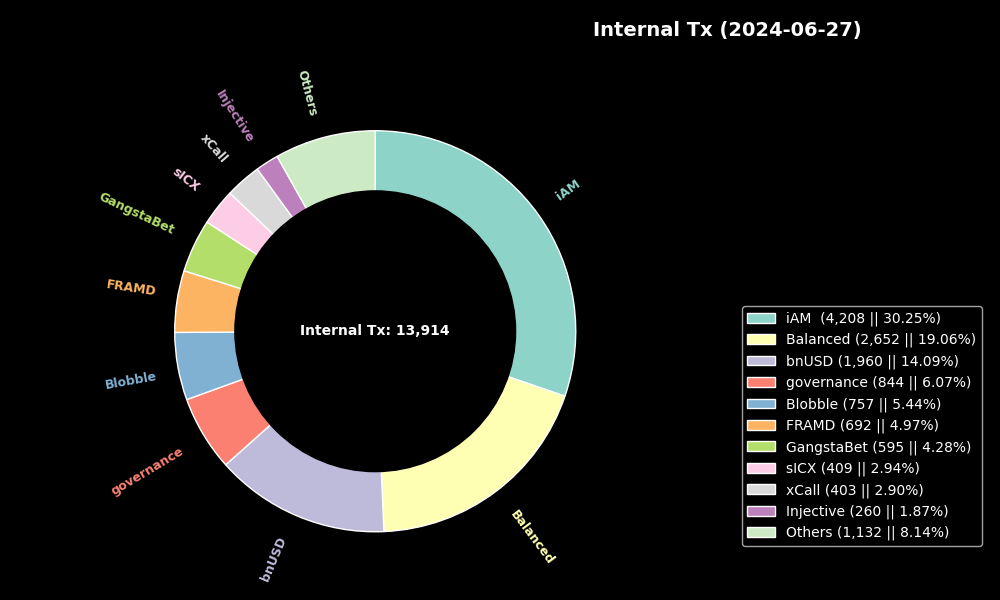 Internal Tx (2024-06-27)
Others
Injective
xCall
sICX
GangstaBet
FRAMD
Blobble
governance
bnUSD
Balanced
iAM
Internal Tx: 13,914
iAM  (4,208 || 30.25%)
Balanced (2,652 || 19.06%)
bnUSD (1,960 || 14.09%)
governance (844 || 6.07%)
Blobble (757 || 5.44%)
FRAMD (692 || 4.97%)
GangstaBet (595 || 4.28%)
sICX (409 || 2.94%)
xCall (403 || 2.90%)
Injective (260 || 1.87%)
Others (1,132 || 8.14%)